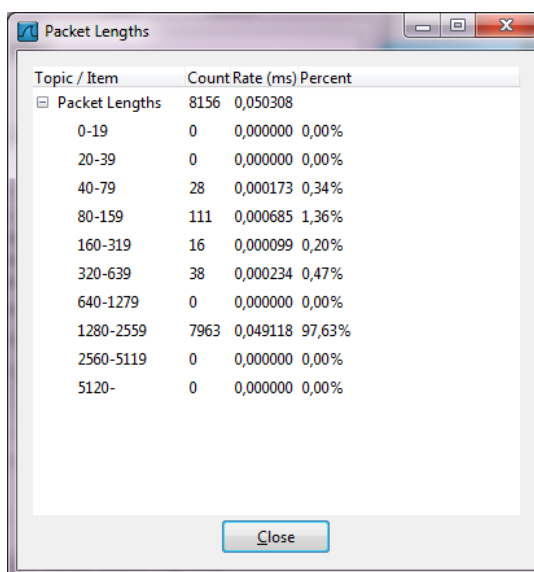 Packet Lengths
Topic / Item Count Rate (ms) Percent
Packet Lengths 8156 0,050308
0-19 0 0,000000 0,00%
20-39 0 0,000000 0,00%
40-79 28 0,000173 0,34%
80-159 111 0,000685 1,36%
160-319 16 0,000099 0,20%
320-639 38 0,000234 0,47%
640-1279 0 0,000000 0,00%
1280-2559 7963 0,049118 97,63%
2560-5119 0 0,000000 0,00%
5120- 0 0,000000 0,00%
Close